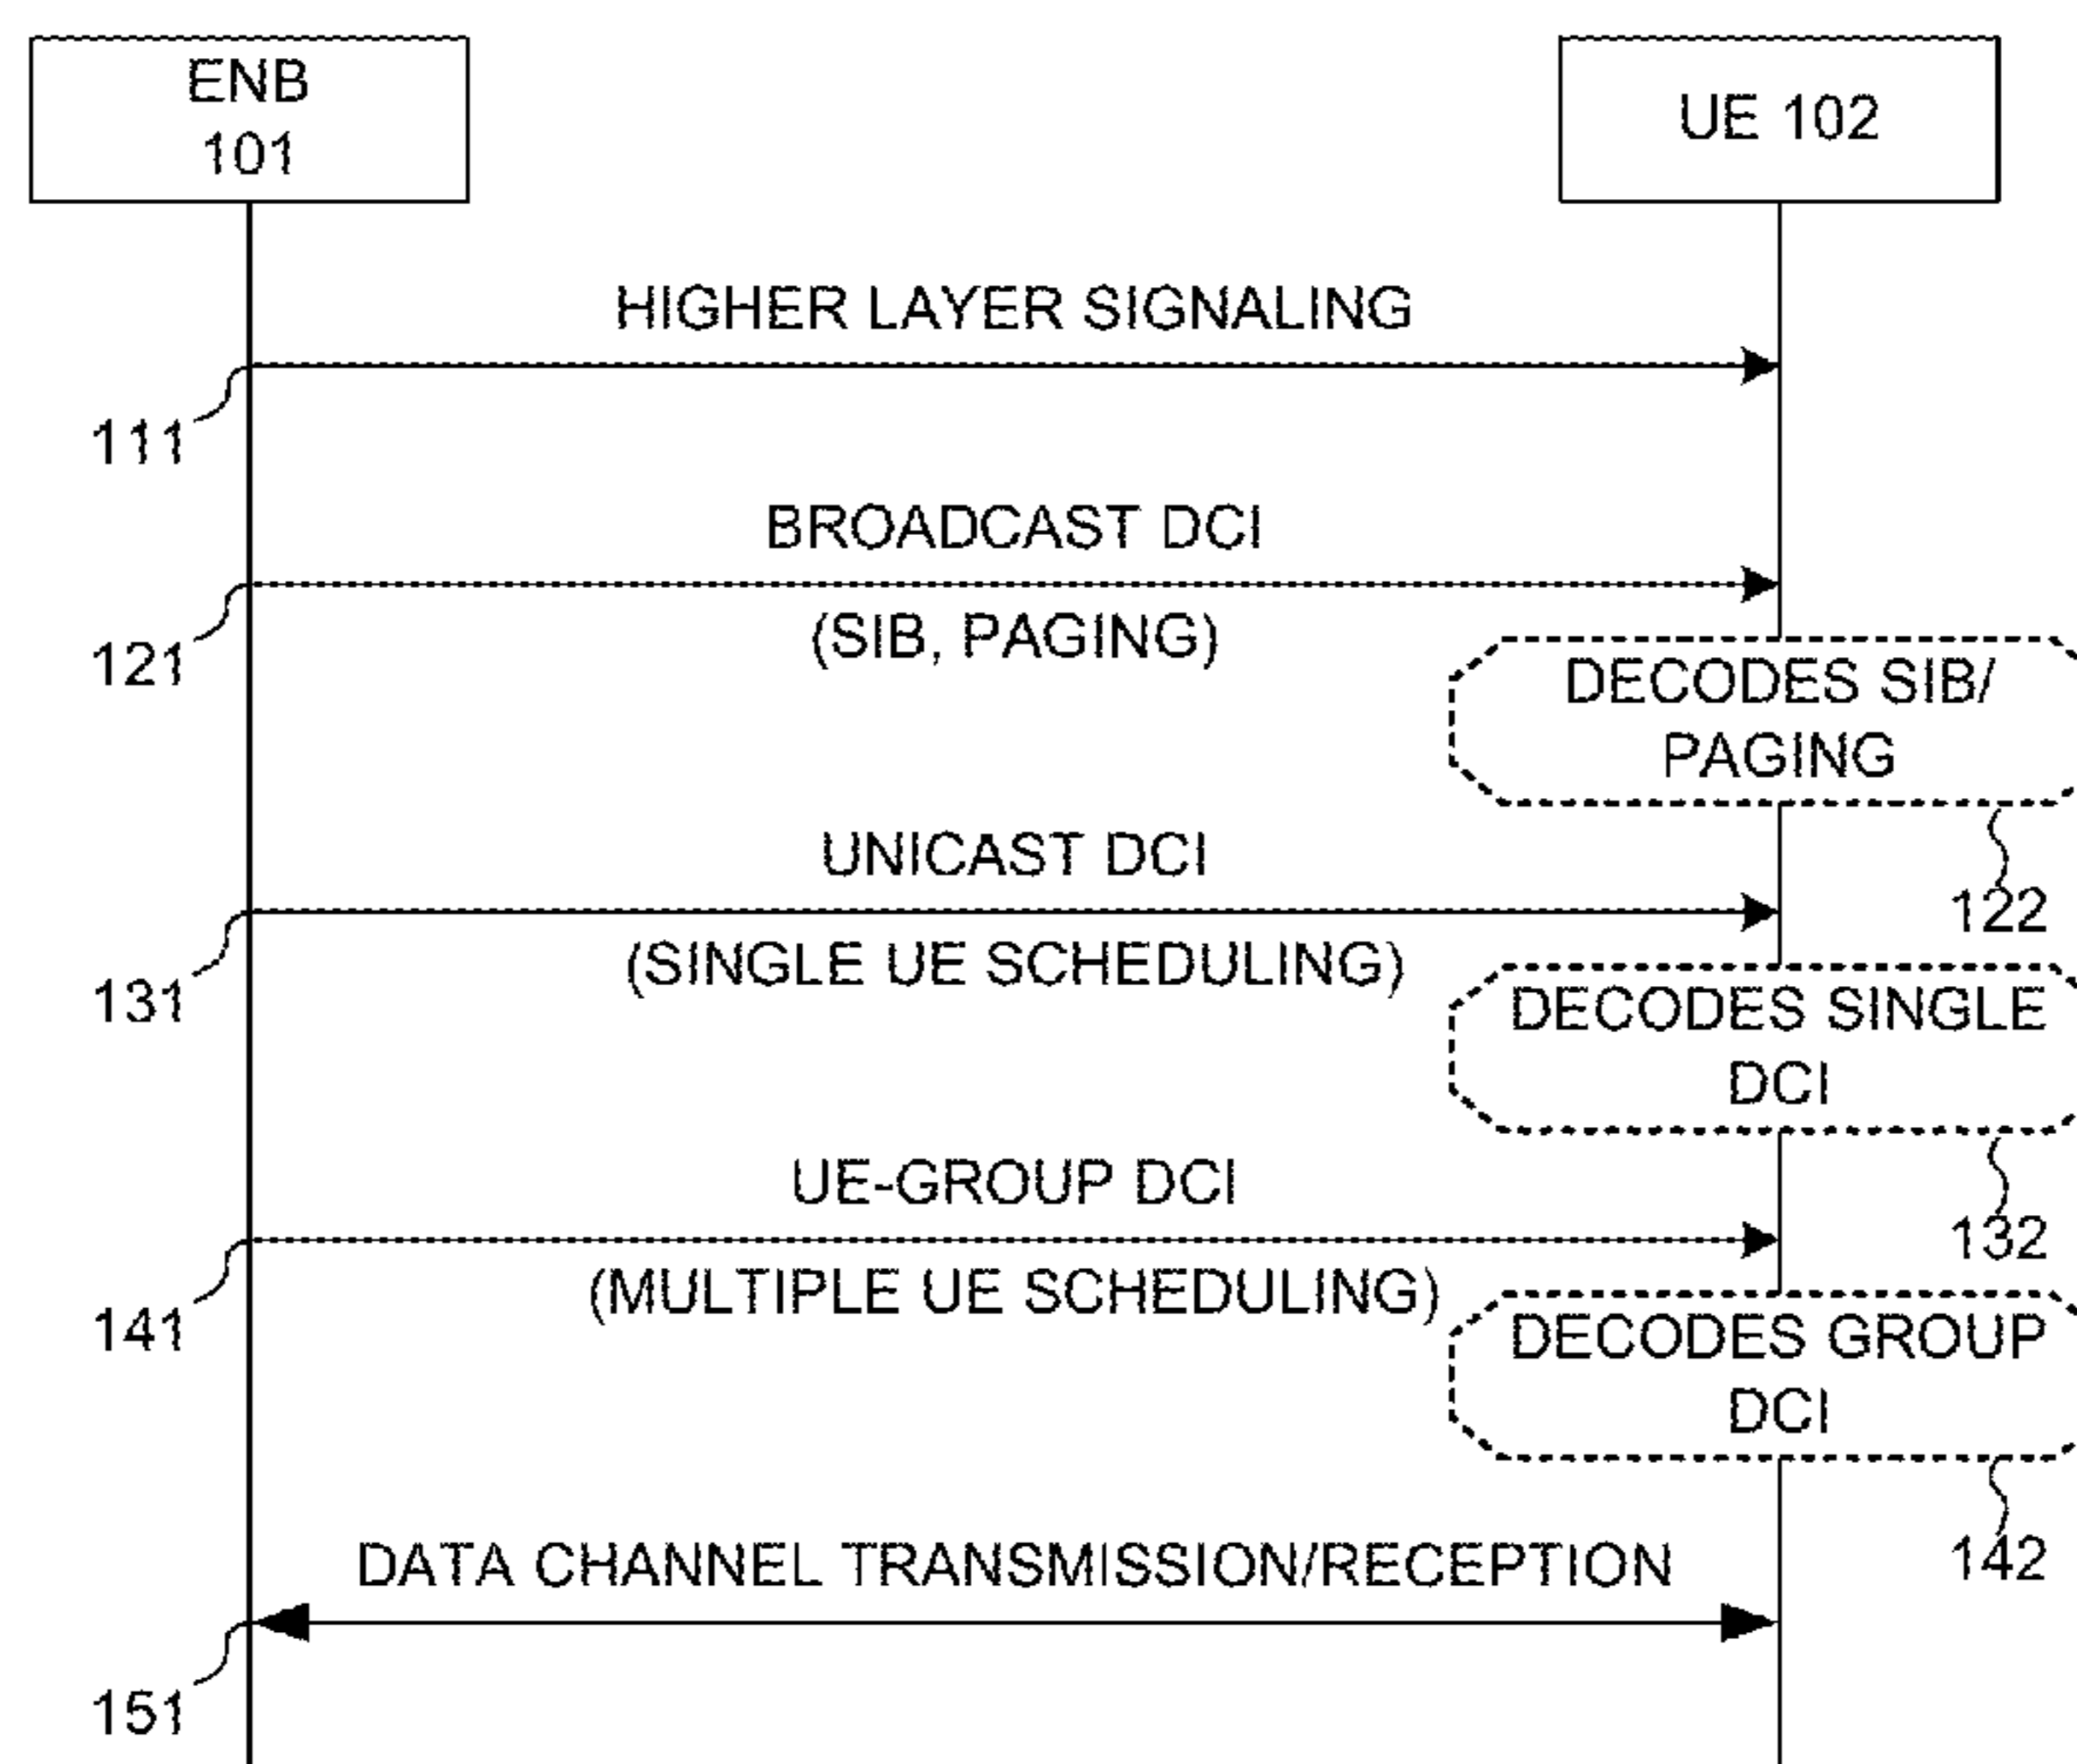 ENB
101
UE 102
HIGHER LAYER SIGNALING
111
BROADCAST DCI
121
(SIB, PAGING)
DECODES SIB/
PAGING
122
UNICAST DCI
131
(SINGLE UE SCHEDULING)
DECODES SINGLE
DCI
132
UE-GROUP DCI
141
(MULTIPLE UE SCHEDULING)
DECODES GROUP
DCI
142
DATA CHANNEL TRANSMISSION/RECEPTION
151